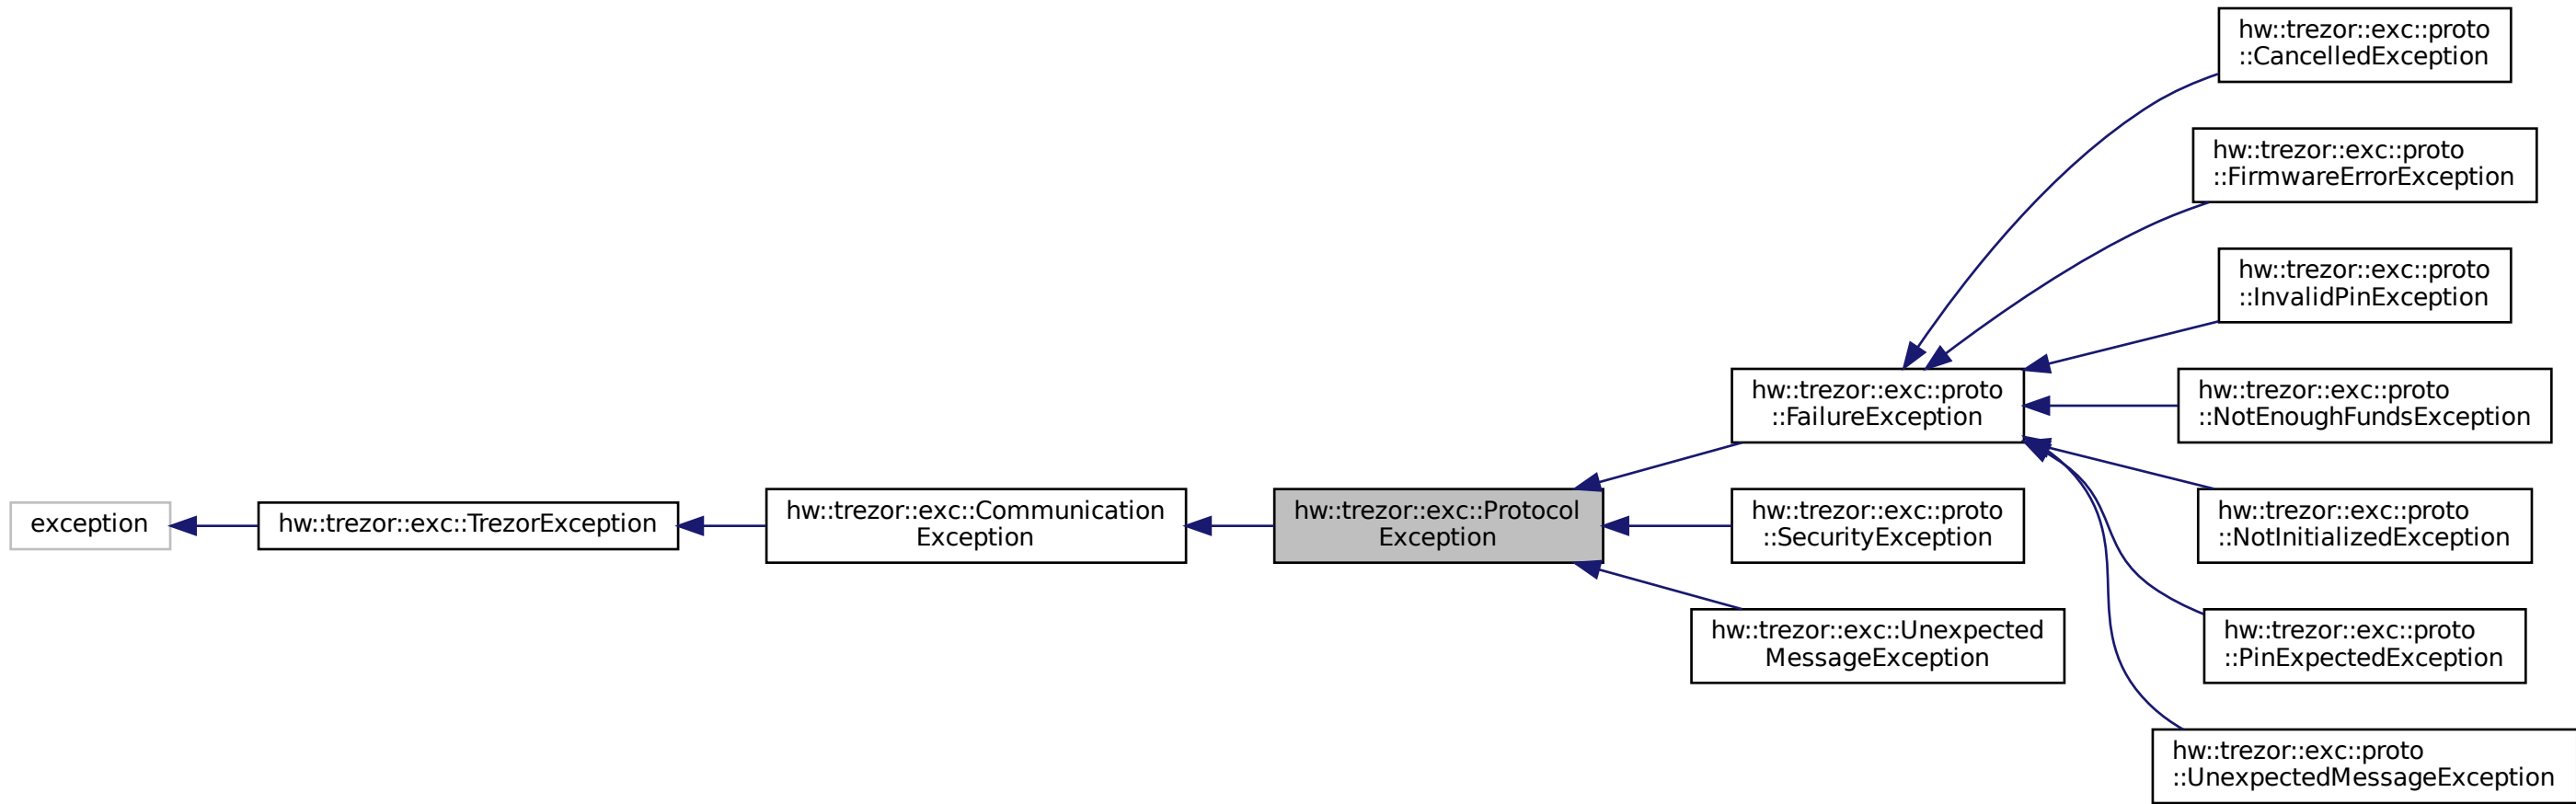 exception
hw::trezor::exc::TrezorException
hw::trezor::exc::Communication
Exception
hw::trezor::exc::Protocol
Exception
hw::trezor::exc::proto
::FailureException
hw::trezor::exc::proto
::SecurityException
hw::trezor::exc::Unexpected
MessageException
hw::trezor::exc::proto
::CancelledException
hw::trezor::exc::proto
::FirmwareErrorException
hw::trezor::exc::proto
::InvalidPinException
hw::trezor::exc::proto
::NotEnoughFundsException
hw::trezor::exc::proto
::NotInitializedException
hw::trezor::exc::proto
::PinExpectedException
hw::trezor::exc::proto
::UnexpectedMessageException